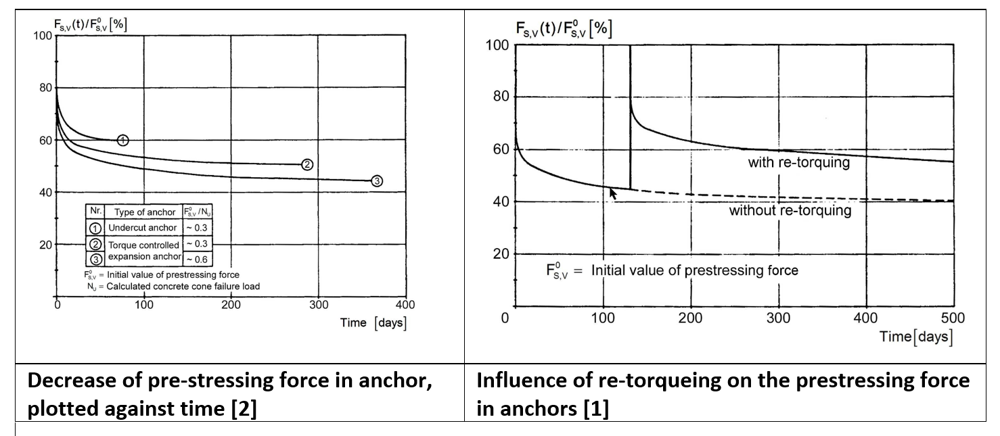 F⁰S,V(t)/F⁰S,V [%]
100
80
60
40
20
0
100
200
300
400
Time [days]
1
2
3
Nr. Type of anchor F⁰S,V/NU
1 Undercut anchor ~ 0.3
2 Torque controlled ~ 0.3
3 expansion anchor ~ 0.6
F⁰S,V = Initial value of prestressing force
NU = Calculated concrete cone failure load
Decrease of pre-stressing force in anchor,
plotted against time [2]
FS,V(t)/F⁰S,V [%]
100
80
60
40
20
0
100
200
300
400
500
Time[days]
with re-torquing
without re-torquing
F⁰S,V = Initial value of prestressing force
Influence of re-torqueing on the prestressing force
in anchors [1]